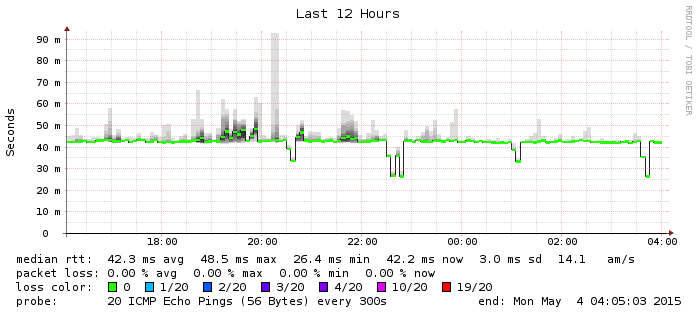 Last 12 Hours
RRDTOOL / TOBI OETIKER
Seconds
90 m
80 m
70 m
60 m
50 m
40 m
30 m
20 m
10 m
0
18:00 20:00 22:00 00:00 02:00 04:00
median rtt: 42.3 ms avg 48.5 ms max 26.4 ms min 42.2 ms now 3.0 ms sd 14.1 am/s
packet loss: 0.00 % avg 0.00 % max 0.00 % min 0.00 % now
loss color: 0 1/20 2/20 3/20 4/20 10/20 19/20
probe: 20 ICMP Echo Pings (56 Bytes) every 300s end: Mon May 4 04:05:03 2015